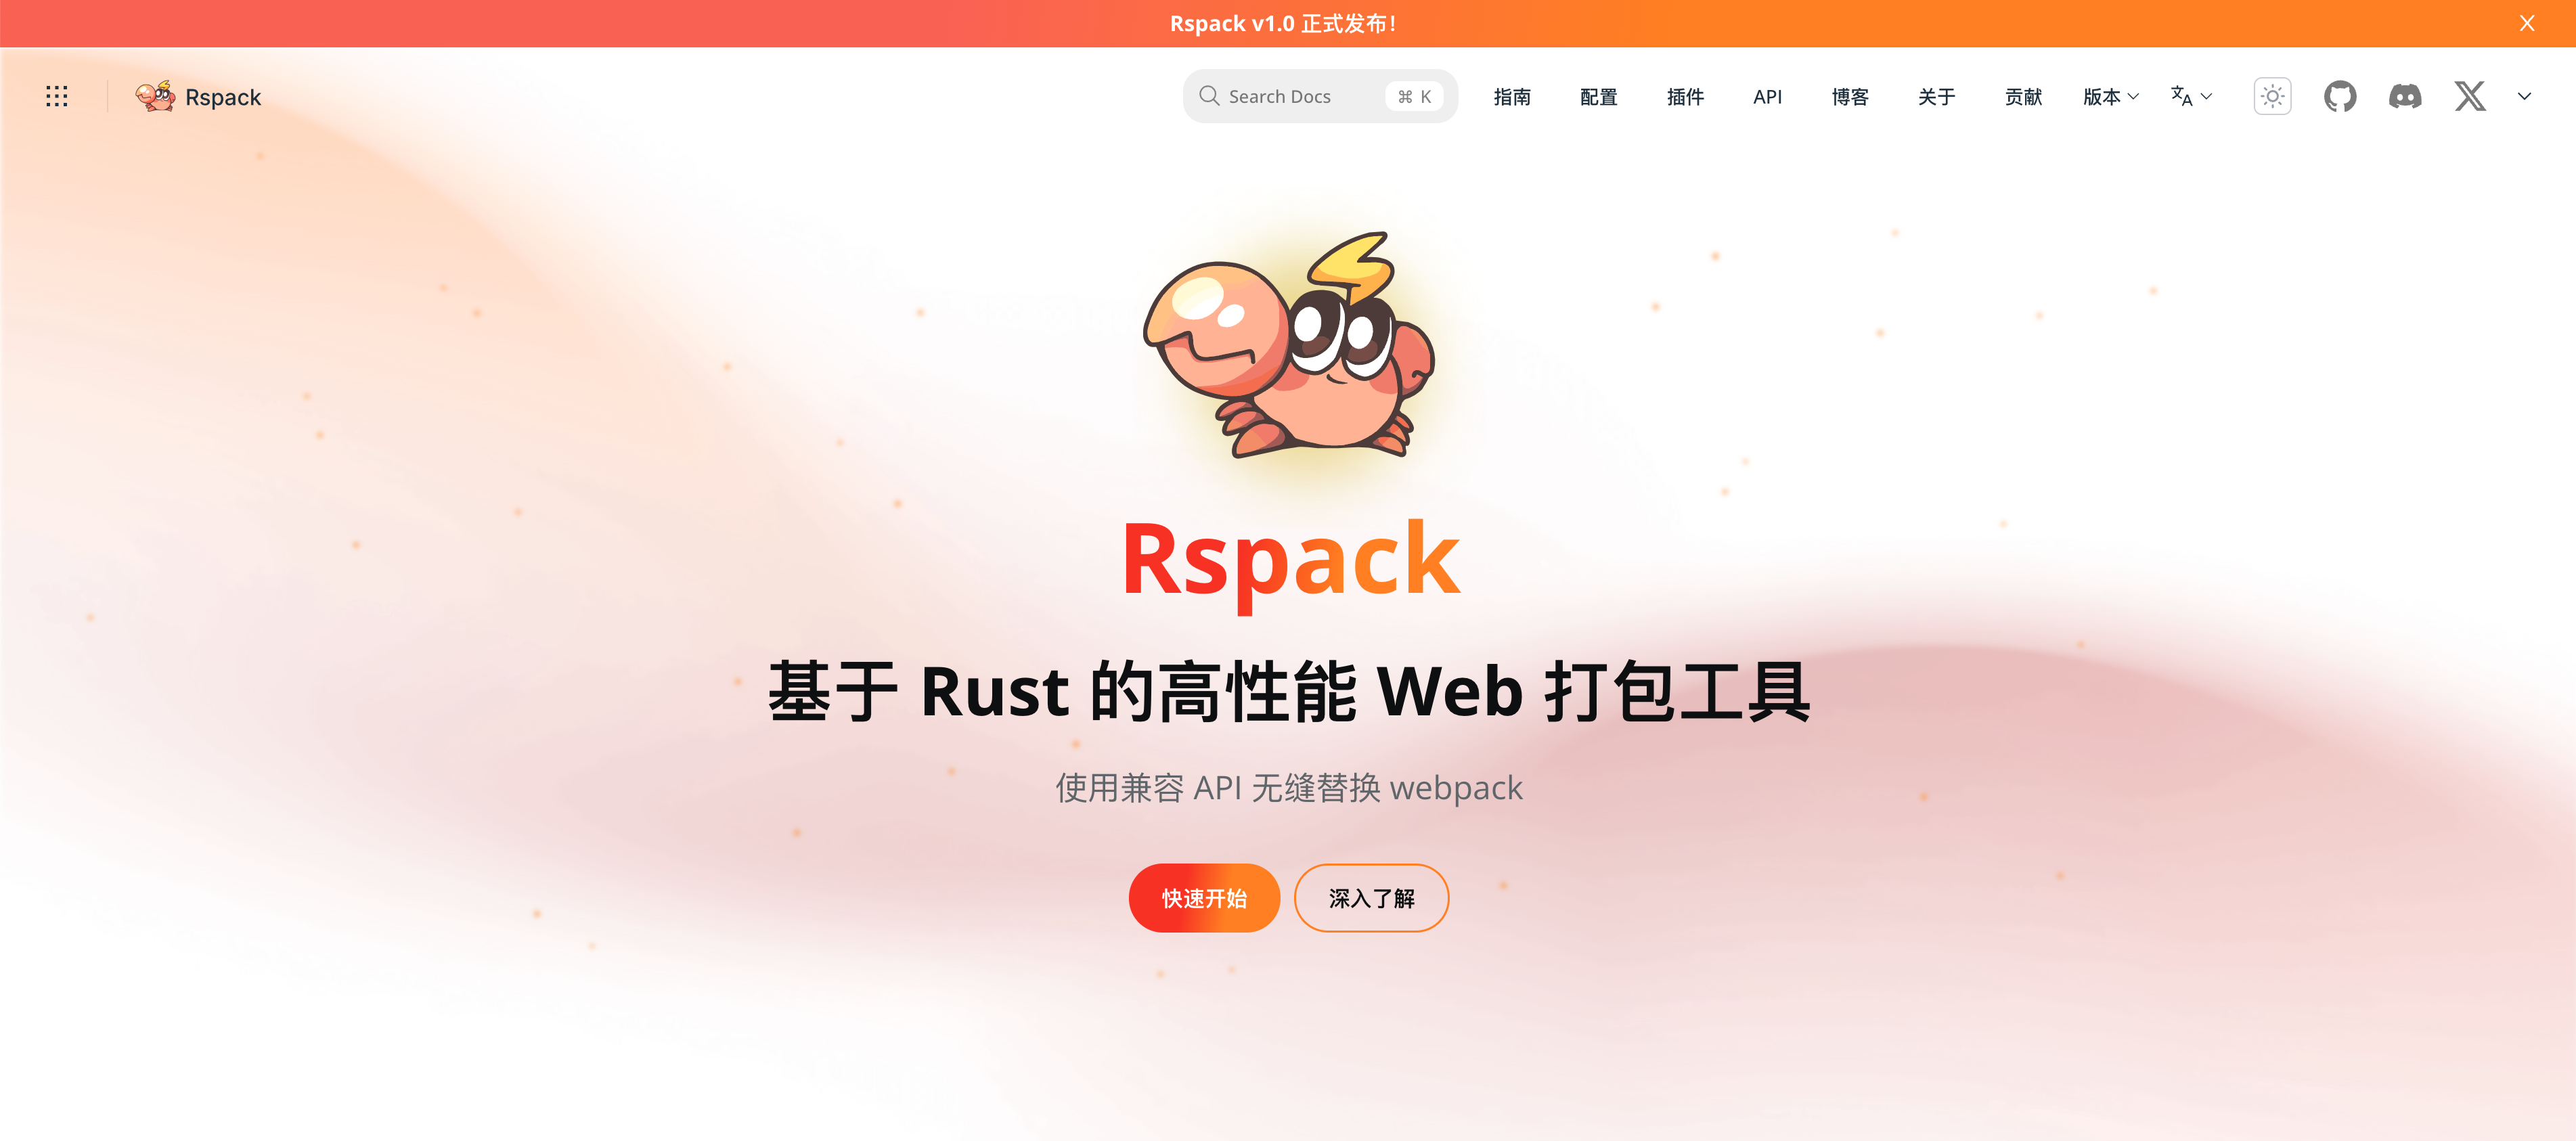 Rspack v1.0 正式发布！
Rspack
Search Docs ⌘ K 指南 配置 插件 API 博客 关于 贡献 版本
Rspack
基于 Rust 的高性能 Web 打包工具
使用兼容 API 无缝替换 webpack
快速开始 深入了解